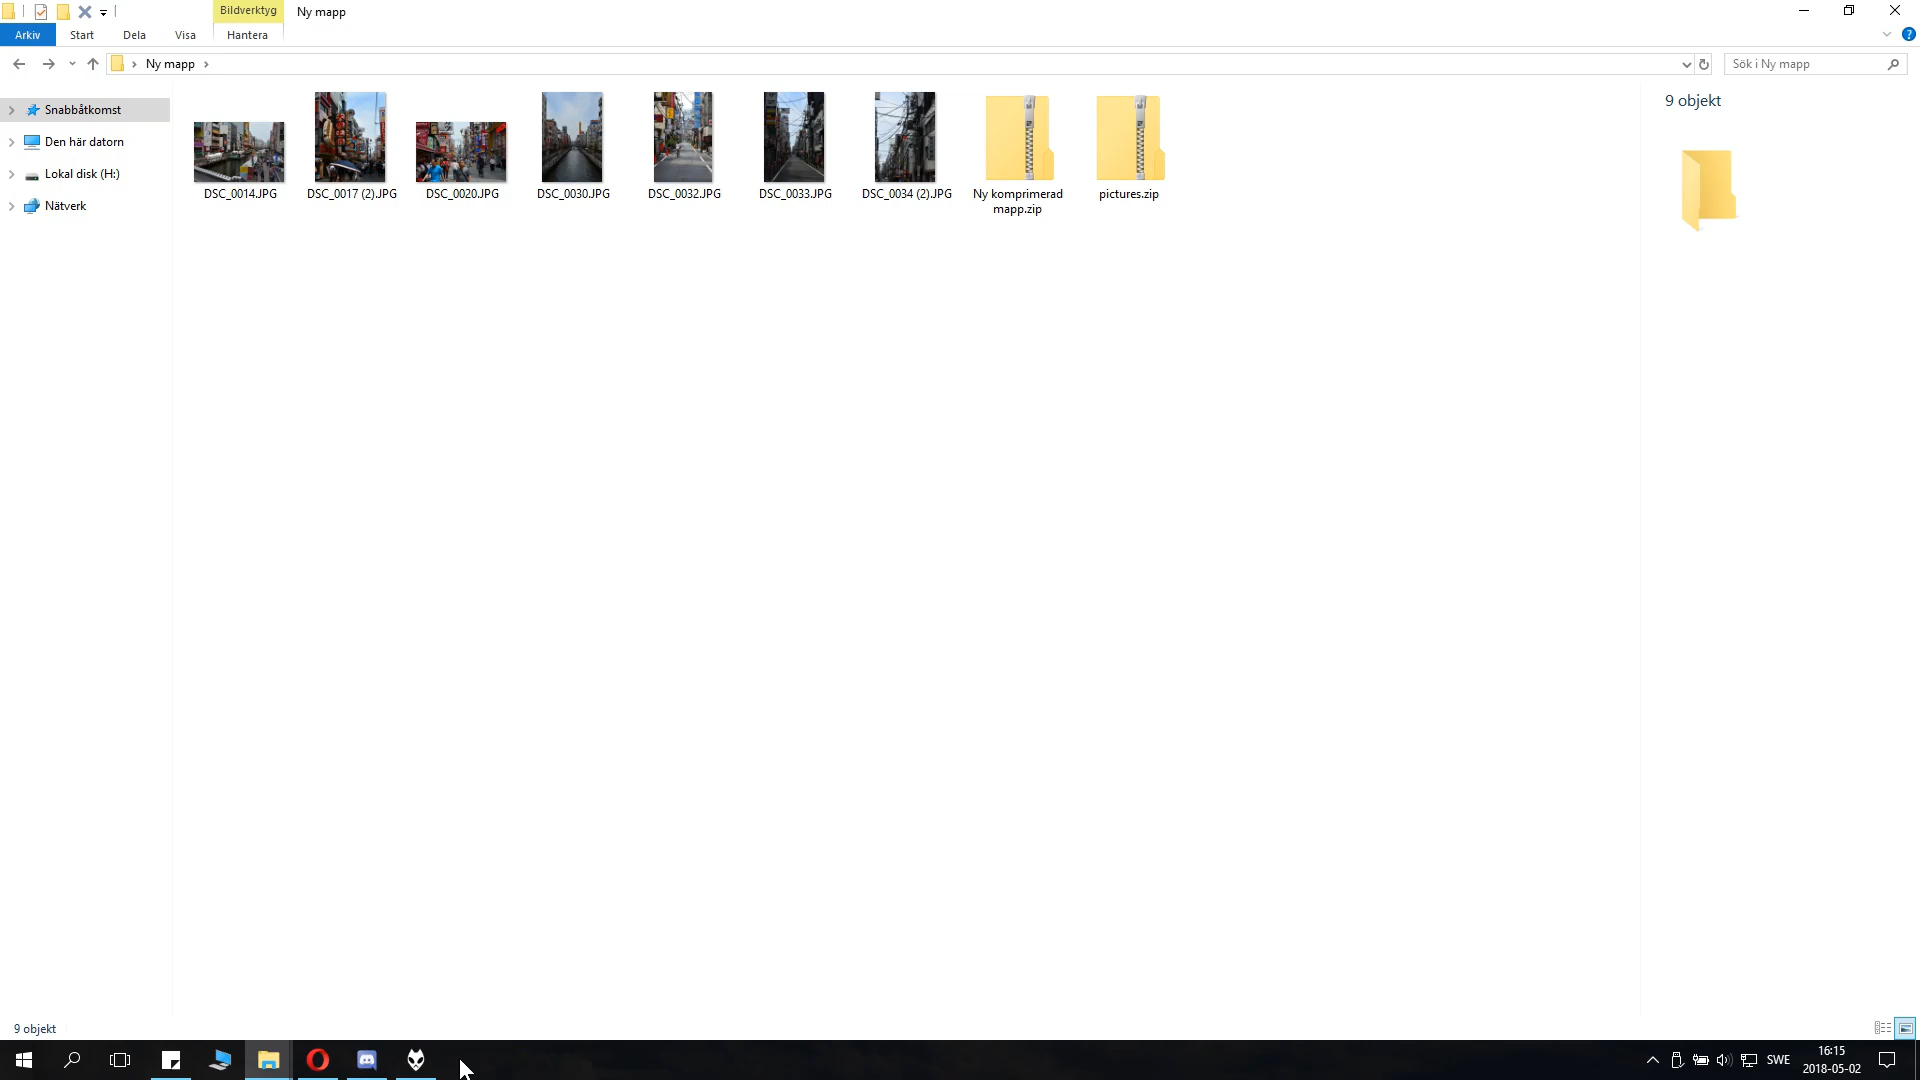 Bildverktyg
Ny mapp
Arkiv
Start
Dela
Visa
Hantera
Ny mapp
Sök i Ny mapp
Snabbåtkomst
Den här datorn
Lokal disk (H:)
Nätverk
DSC_0014.JPG
DSC_0017 (2).JPG
DSC_0020.JPG
DSC_0030.JPG
DSC_0032.JPG
DSC_0033.JPG
DSC_0034 (2).JPG
Ny komprimerad
mapp.zip
pictures.zip
9 objekt
9 objekt
SWE
16:15
2018-05-02